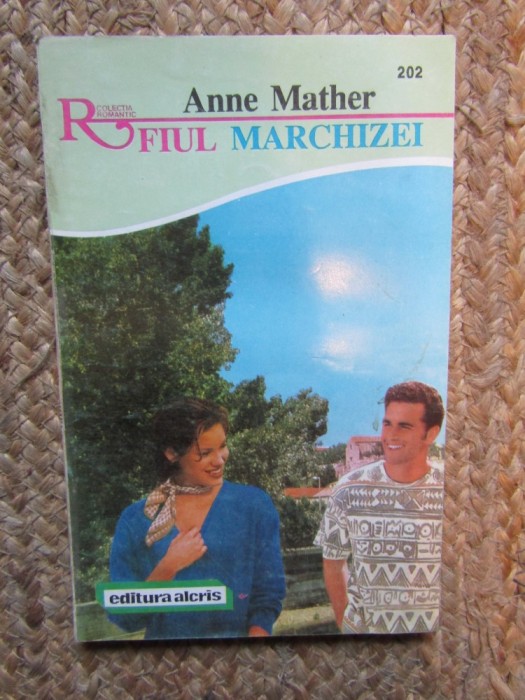 202
Anne Mather
COLECTIA
ROMANTIC
R
FIUL MARCHIZEI
editura alcris